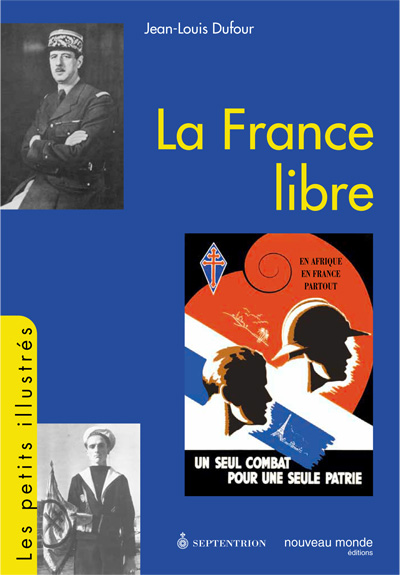 Jean-Louis Dufour
La France
libre
EN AFRIQUE
EN FRANCE
PARTOUT
UN SEUL COMBAT
POUR UNE SEULE PATRIE
Les petits illustrés
SEPTENTRION
nouveau monde
éditions